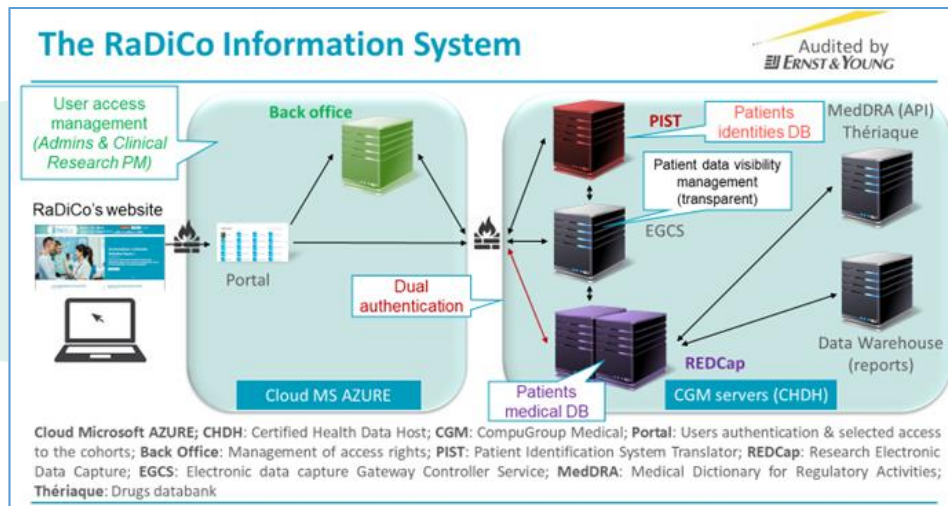 The RaDiCo Information System
Audited by
ERNST & YOUNG
User access
management
(Admins & Clinical
Research PM)
Back office
PIST
Patients
identities DB
MedDRA (API)
Thériaque
Patient data visibility
management
(transparent)
RaDiCo's website
EGCS
Portal
Dual
authentication
REDCap
Data Warehouse
(reports)
Cloud MS AZURE
Patients
medical DB
CGM servers (CHDH)
Cloud Microsoft AZURE; CHDH: Certified Health Data Host; CGM: CompuGroup Medical; Portal: Users authentication & selected access
to the cohorts; Back Office: Management of access rights; PIST: Patient Identification System Translator; REDCap: Research Electronic
Data Capture; EGCS: Electronic data capture Gateway Controller Service; MedDRA: Medical Dictionary for Regulatory Activities;
Thériaque: Drugs databank